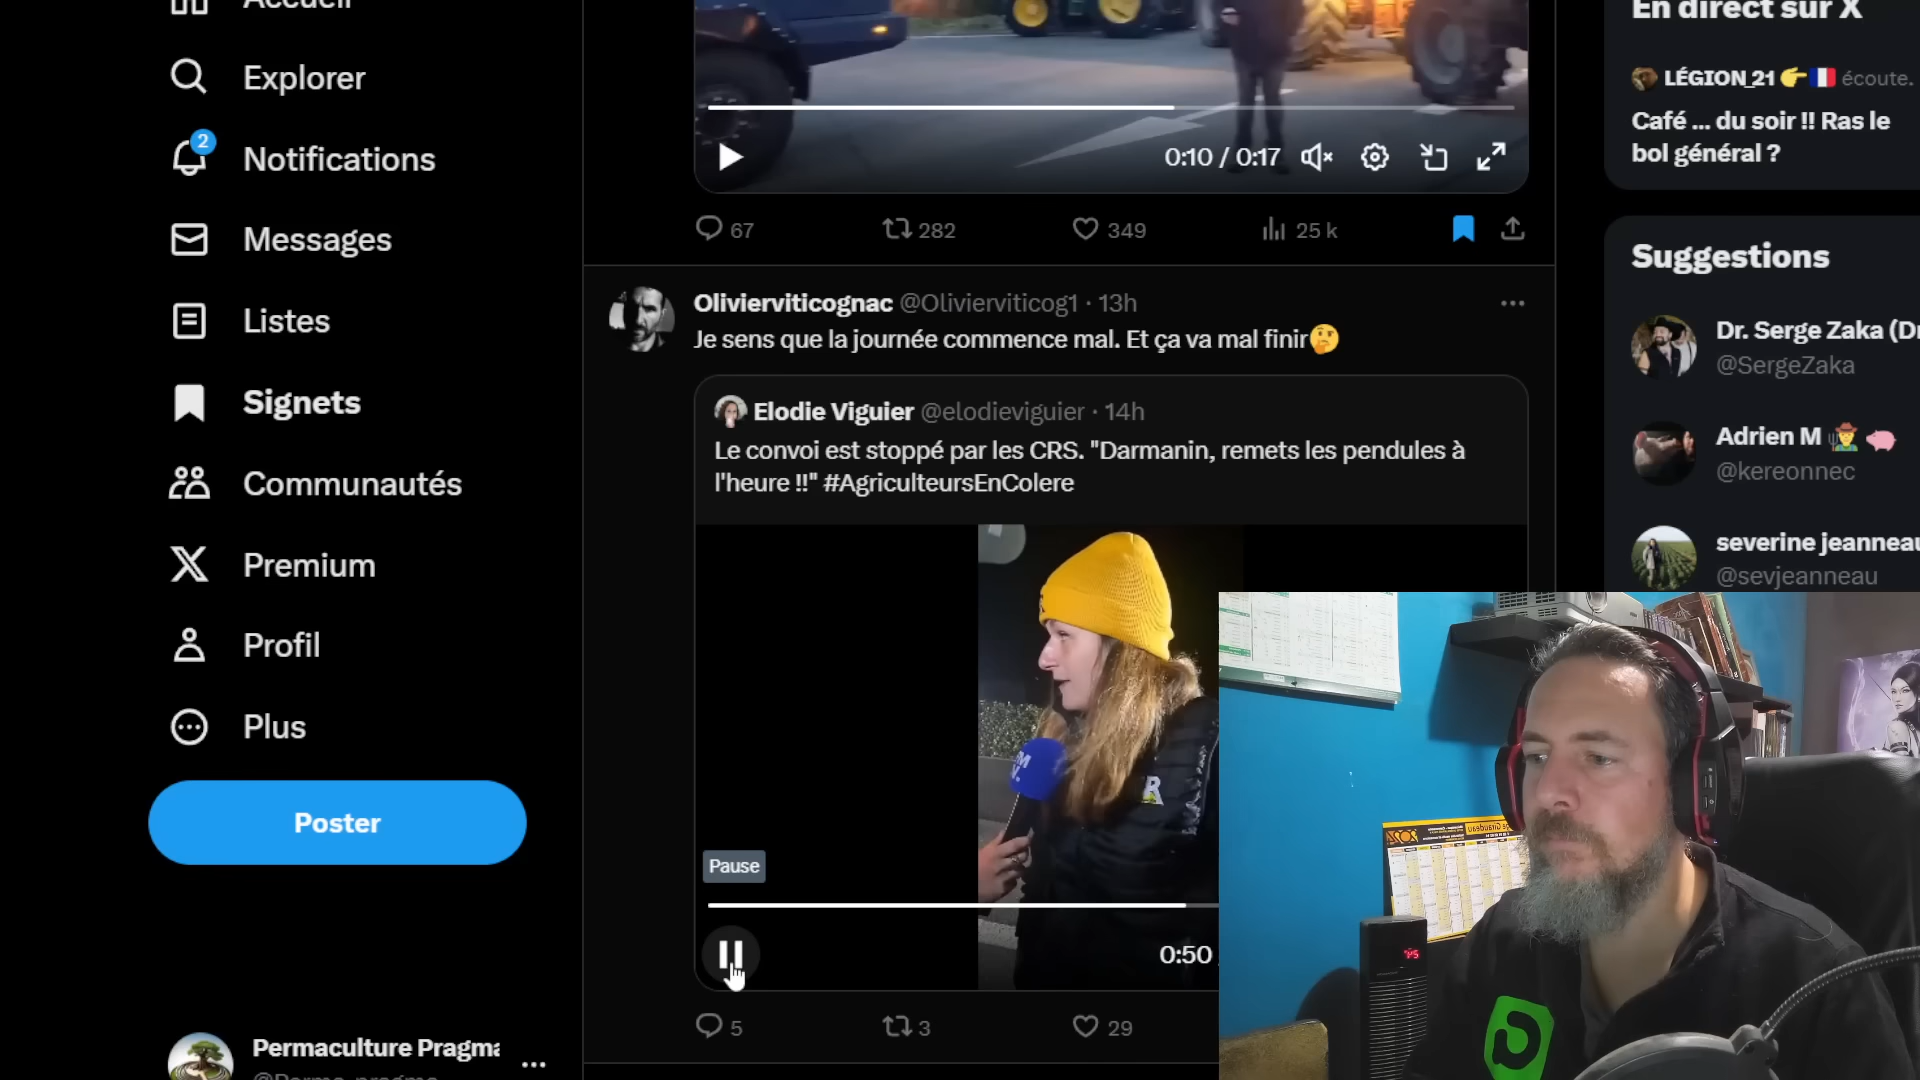 Accueil
Explorer
2
Notifications
Messages
Listes
Signets
Communautés
Premium
Profil
Plus
Poster
Permaculture Pragma
0:10 / 0:17
67
282
349
25 k
Olivierviticognac @Olivierviticog1 · 13h
Je sens que la journée commence mal. Et ça va mal finir🤔
Elodie Viguier @elodieviguier · 14h
Le convoi est stoppé par les CRS. "Darmanin, remets les pendules à
l'heure !!" #AgriculteursEnColere
Pause
0:50
5
3
29
En direct sur X
LÉGION_21 👉🇫🇷 écoute.
Café ... du soir !! Ras le
bol général ?
Suggestions
Dr. Serge Zaka (Dr
@SergeZaka
Adrien M 👨‍🌾 🐖
@kereonnec
severine jeanneau
@sevjeanneau